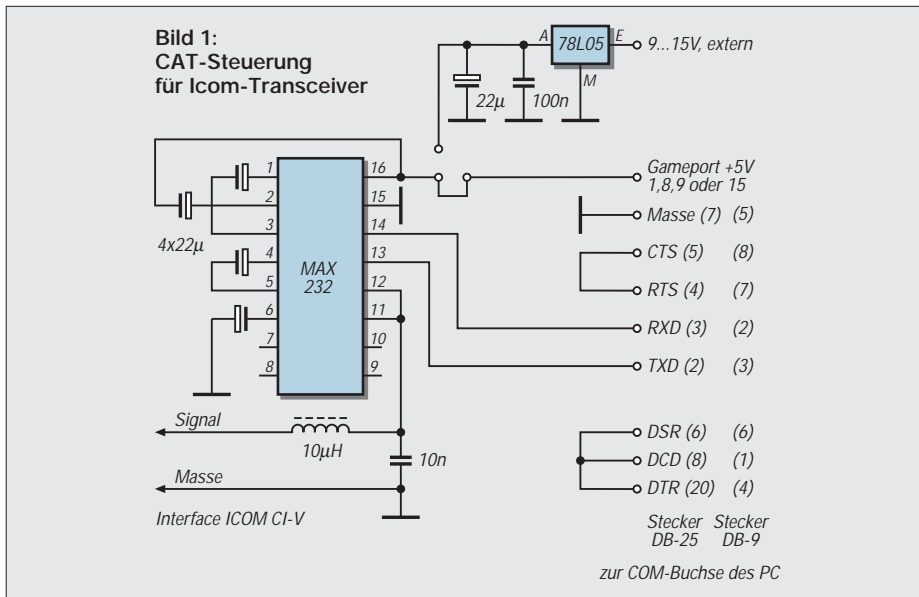 Bild 1:
CAT-Steuerung
für Icom-Transceiver
A
78L05
E
9...15V, extern
M
22µ
100n
1
2
3
4
5
6
7
8
16
15
14
13
12
11
10
9
MAX
232
4x22µ
Gameport +5V
1,8,9 oder 15
Masse (7) (5)
CTS (5) (8)
RTS (4) (7)
RXD (3) (2)
TXD (2) (3)
DSR (6) (6)
DCD (8) (1)
DTR (20) (4)
Stecker Stecker
DB-25 DB-9
zur COM-Buchse des PC
Signal
10µH
10n
Masse
Interface ICOM CI-V